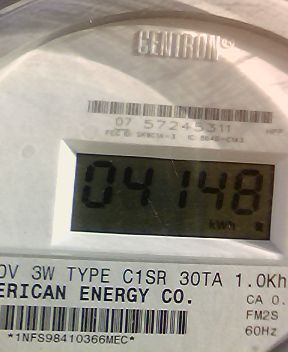 CENTRON®
07 57245311
HPP
04148
kWh
0V 3W TYPE C1SR 30TA 1.0Kh
ERICAN ENERGY CO.
CA 0.
FM2S
60Hz
*1NFS98410366MEC*